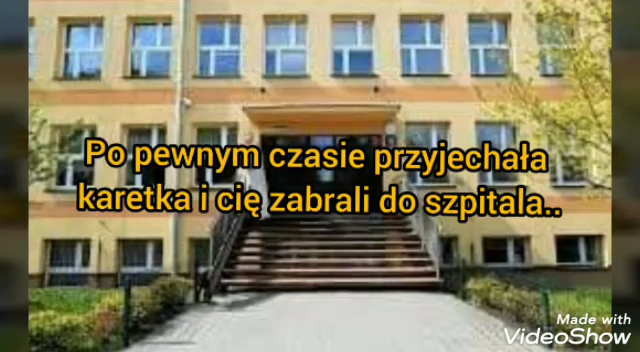 Po pewnym czasie przyjechała
karetka i cię zabrali do szpitala..
Made with
VideoShow